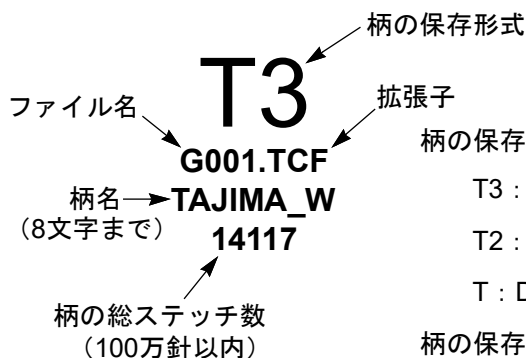 柄の保存形式
T3
ファイル名
拡張子
G001.TCF
柄の保存
柄名
TAJIMA_W
T3:
(8文字まで)
14117
T2:
T:D
柄の総ステッチ数
(100万針以内)
柄の保存